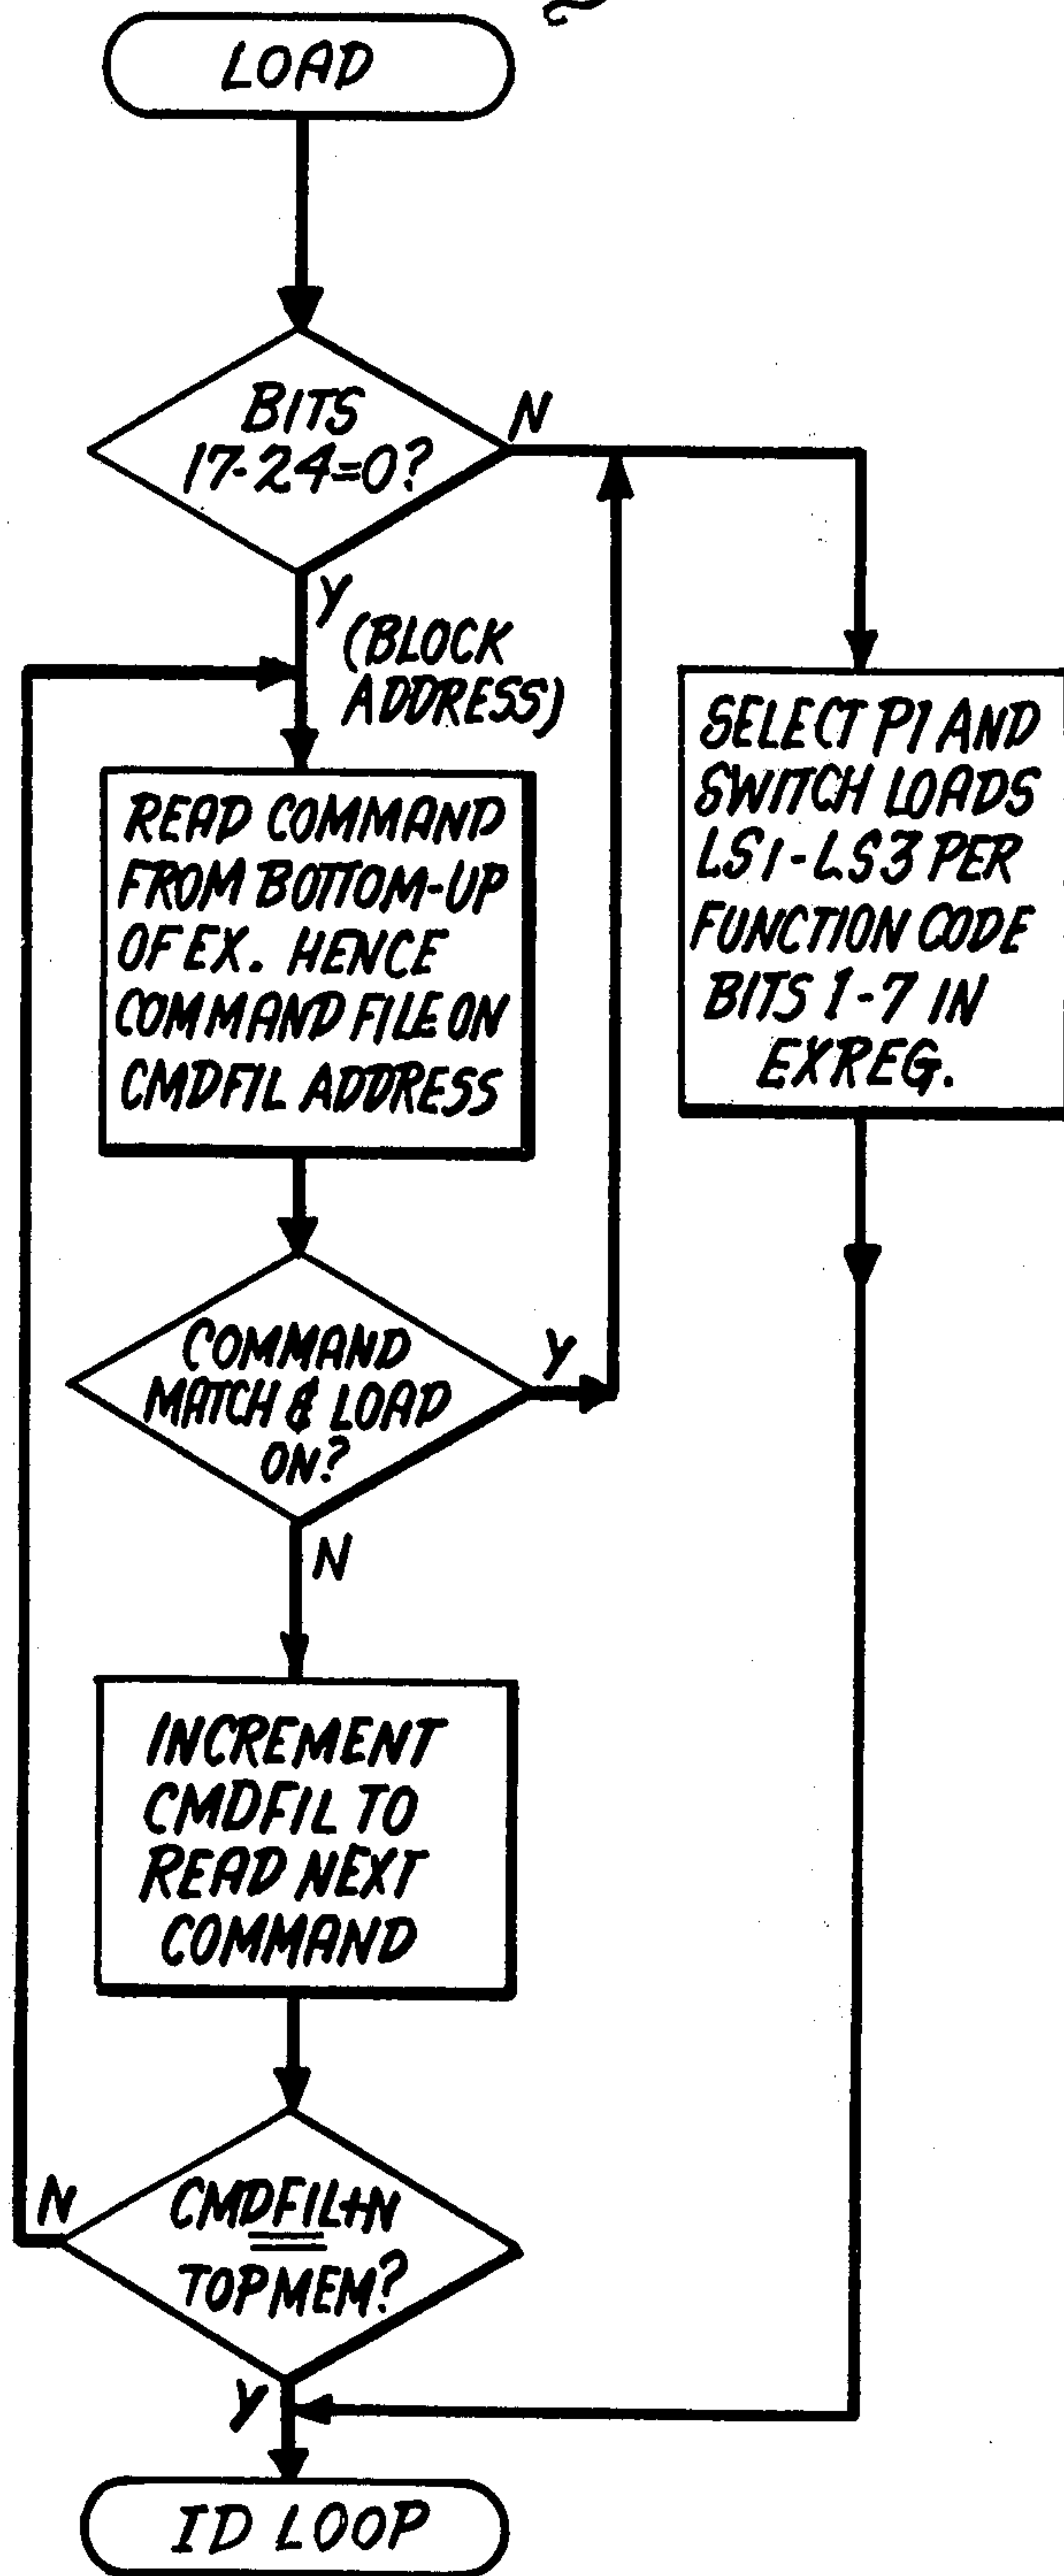 LOAD
BITS
17-24=0?
N
Y
(BLOCK
ADDRESS)
READ COMMAND
FROM BOTTOM-UP
OF EX. HENCE
COMMAND FILE ON
CMDFIL ADDRESS
SELECT P1 AND
SWITCH LOADS
LS1-LS3 PER
FUNCTION CODE
BITS 1-7 IN
EXREG.
COMMAND
MATCH & LOAD
ON?
Y
N
INCREMENT
CMDFIL TO
READ NEXT
COMMAND
N
CMDFIL+N
=
TOPMEM?
Y
ID LOOP